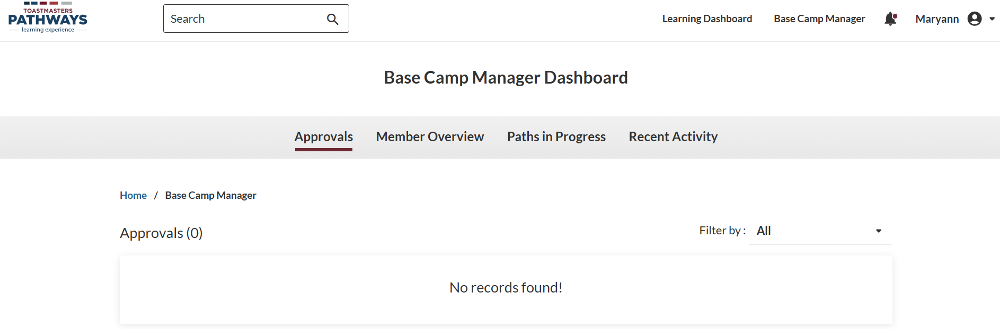 TOASTMASTERS
PATHWAYS
learning experience
Search
Learning Dashboard
Base Camp Manager
Maryann
Base Camp Manager Dashboard
Approvals
Member Overview
Paths in Progress
Recent Activity
Home / Base Camp Manager
Approvals (0)
Filter by : All
No records found!